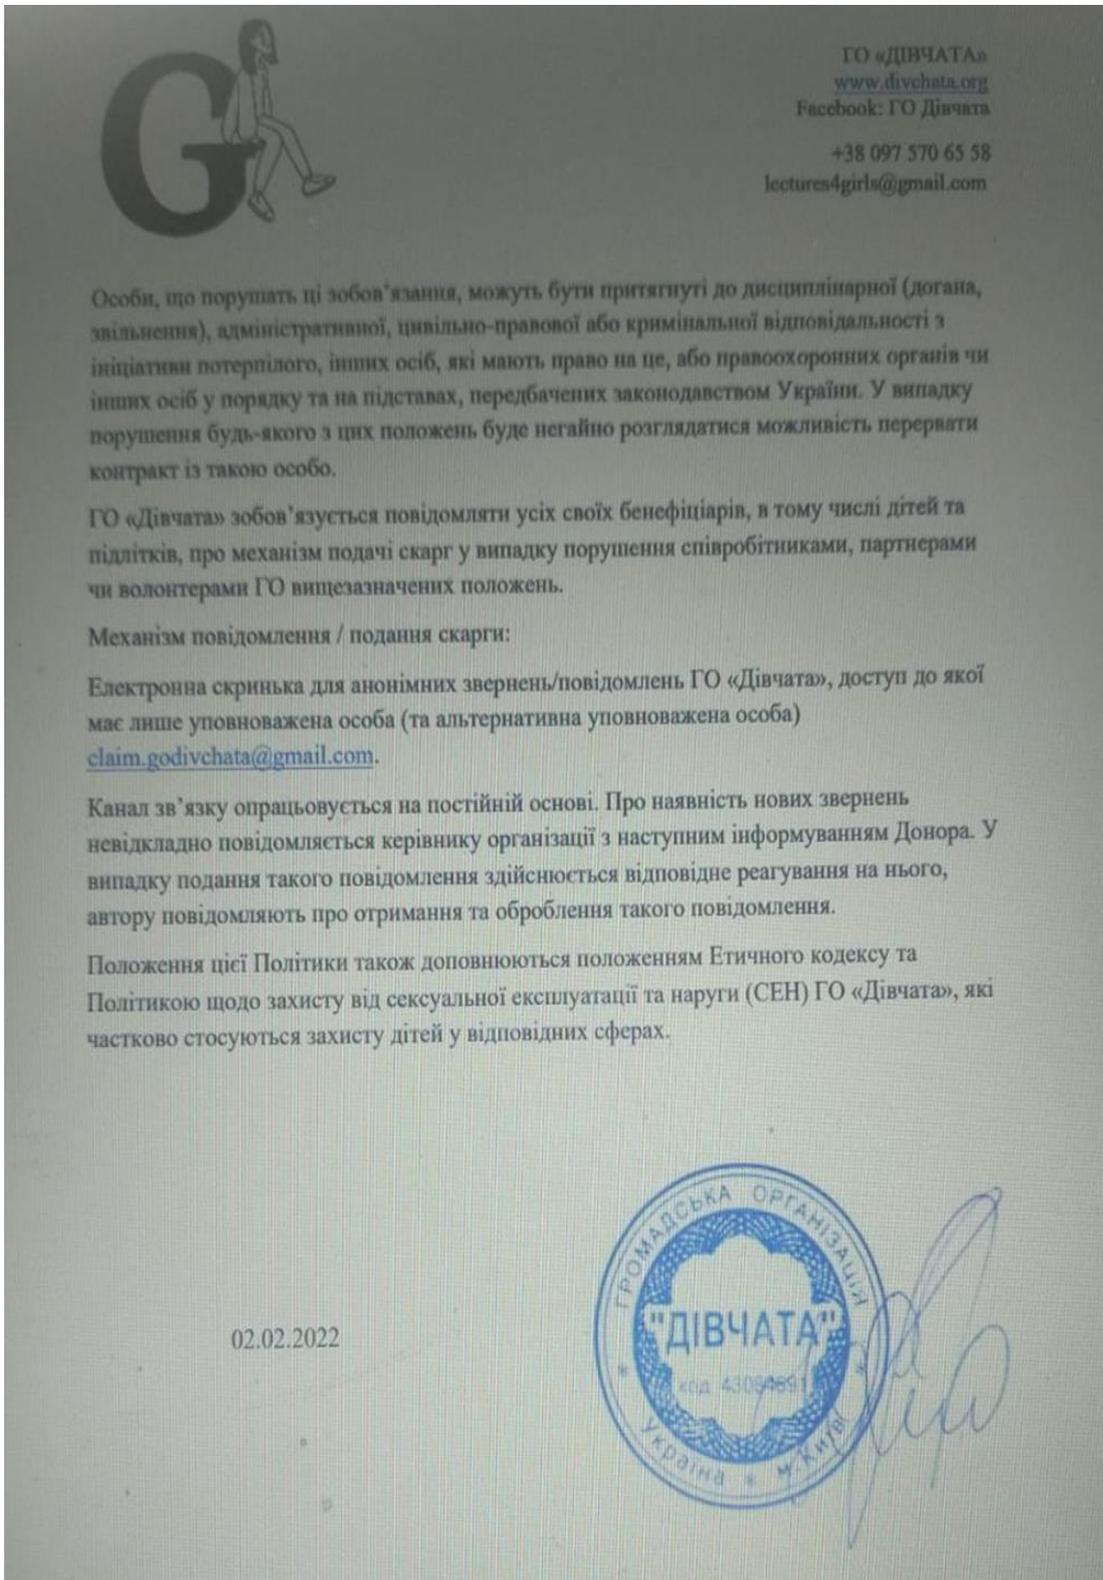 G
ГО «ДІВЧАТА»
www.divchata.org
Facebook: ГО Дівчата
+38 097 570 65 58
lectures4girls@gmail.com
Особи, що порушать ці зобов’язання, можуть бути притягнуті до дисциплінарної (догана,
звільнення), адміністративної, цивільно-правової або кримінальної відповідальності з
ініціативи потерпілого, інших осіб, які мають право на це, або правоохоронних органів чи
інших осіб у порядку та на підставах, передбачених законодавством України. У випадку
порушення будь-якого з цих положень буде негайно розглядатися можливість перервати
контракт із такою особо.
ГО «Дівчата» зобов’язується повідомляти усіх своїх бенефіціарів, в тому числі дітей та
підлітків, про механізм подачі скарг у випадку порушення співробітниками, партнерами
чи волонтерами ГО вищезазначених положень.
Механізм повідомлення / подання скарги:
Електронна скринька для анонімних звернень/повідомлень ГО «Дівчата», доступ до якої
має лише уповноважена особа (та альтернативна уповноважена особа)
claim.godivchata@gmail.com.
Канал зв’язку опрацьовується на постійній основі. Про наявність нових звернень
невідкладно повідомляється керівнику організації з наступним інформуванням Донора. У
випадку подання такого повідомлення здійснюється відповідне реагування на нього,
автору повідомляють про отримання та оброблення такого повідомлення.
Положення цієї Політики також доповнюються положенням Етичного кодексу та
Політикою щодо захисту від сексуальної експлуатації та наруги (СЕН) ГО «Дівчата», які
частково стосуються захисту дітей у відповідних сферах.
02.02.2022
ГРОМАДСЬКА ОРГАНІЗАЦІЯ
"ДІВЧАТА"
код
Україна * м.Київ